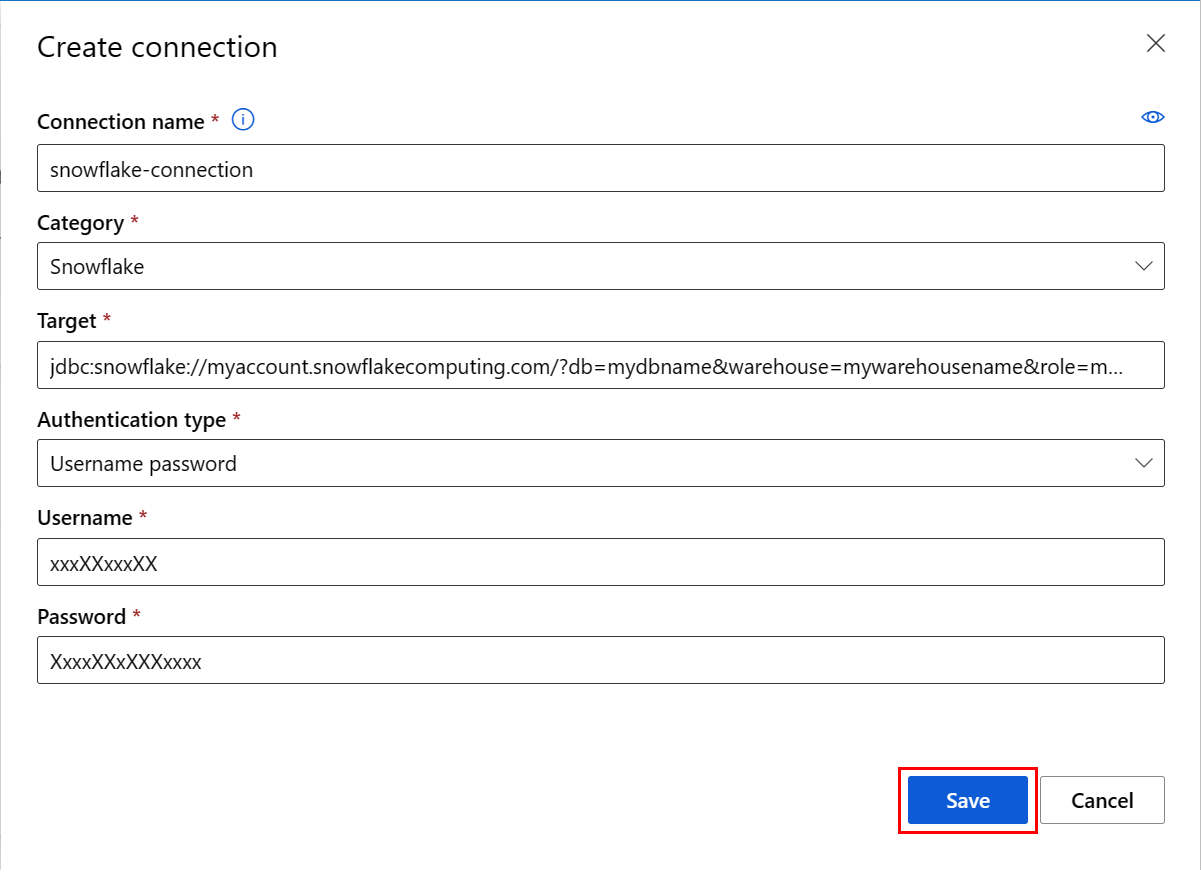 Create connection
Connection name *
snowflake-connection
Category *
Snowflake
Target *
jdbc:snowflake://myaccount.snowflakecomputing.com/?db=mydbname&warehouse=mywarehousename&role=m...
Authentication type *
Username password
Username *
xxxXXxxxXX
Password *
XxxxXXxXXXxxxx
Save Cancel